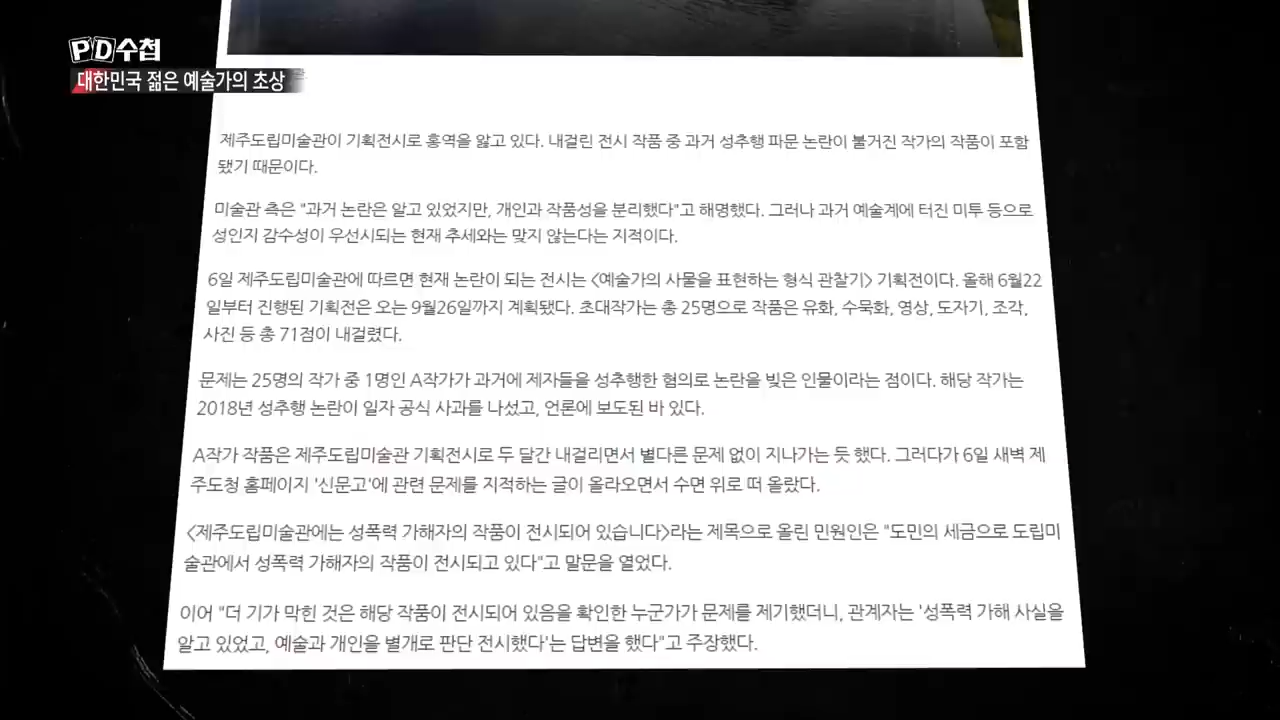 PD수첩
대한민국 젊은 예술가의 초상
제주도립미술관이 기획전시로 홍역을 앓고 있다. 내걸린 전시 작품 중 과거 성추행 파문 논란이 불거진 작가의 작품이 포함
됐기 때문이다.
미술관 측은 "과거 논란은 알고 있었지만, 개인과 작품성을 분리했다"고 해명했다. 그러나 과거 예술계에 터진 미투 등으로
성인지 감수성이 우선시되는 현재 추세와는 맞지 않는다는 지적이다.
6일 제주도립미술관에 따르면 현재 논란이 되는 전시는 <예술가의 사물을 표현하는 형식 관찰기> 기획전이다. 올해 6월22
일부터 진행된 기획전은 오는 9월26일까지 계획됐다. 초대작가는 총 25명으로 작품은 유화, 수묵화, 영상, 도자기, 조각,
사진 등 총 71점이 내걸렸다.
문제는 25명의 작가 중 1명인 A작가가 과거에 제자들을 성추행한 혐의로 논란을 빚은 인물이라는 점이다. 해당 작가는
2018년 성추행 논란이 일자 공식 사과를 나섰고, 언론에 보도된 바 있다.
A작가 작품은 제주도립미술관 기획전시로 두 달간 내걸리면서 별다른 문제 없이 지나가는 듯 했다. 그러다가 6일 새벽 제
주도청 홈페이지 '신문고'에 관련 문제를 지적하는 글이 올라오면서 수면 위로 떠 올랐다.
<제주도립미술관에는 성폭력 가해자의 작품이 전시되어 있습니다>라는 제목으로 올린 민원인은 "도민의 세금으로 도립미
술관에서 성폭력 가해자의 작품이 전시되고 있다"고 말문을 열었다.
이어 "더 기가 막힌 것은 해당 작품이 전시되어 있음을 확인한 누군가가 문제를 제기했더니, 관계자는 '성폭력 가해 사실을
알고 있었고, 예술과 개인을 별개로 판단 전시했다'는 답변을 했다"고 주장했다.